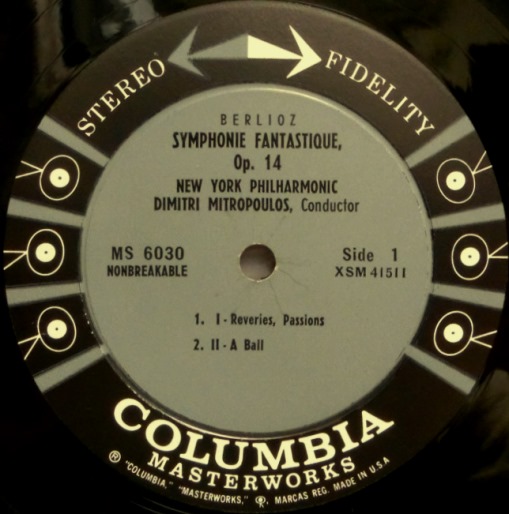 STEREO FIDELITY
BERLIOZ
SYMPHONIE FANTASTIQUE,
Op. 14
NEW YORK PHILHARMONIC
DIMITRI MITROPOULOS, Conductor
MS 6030
NONBREAKABLE
Side 1
XSM 41511
1. I - Reveries, Passions
2. II - A Ball
COLUMBIA
MASTERWORKS
® "COLUMBIA," "MASTERWORKS," MARCAS REG. MADE IN U.S.A